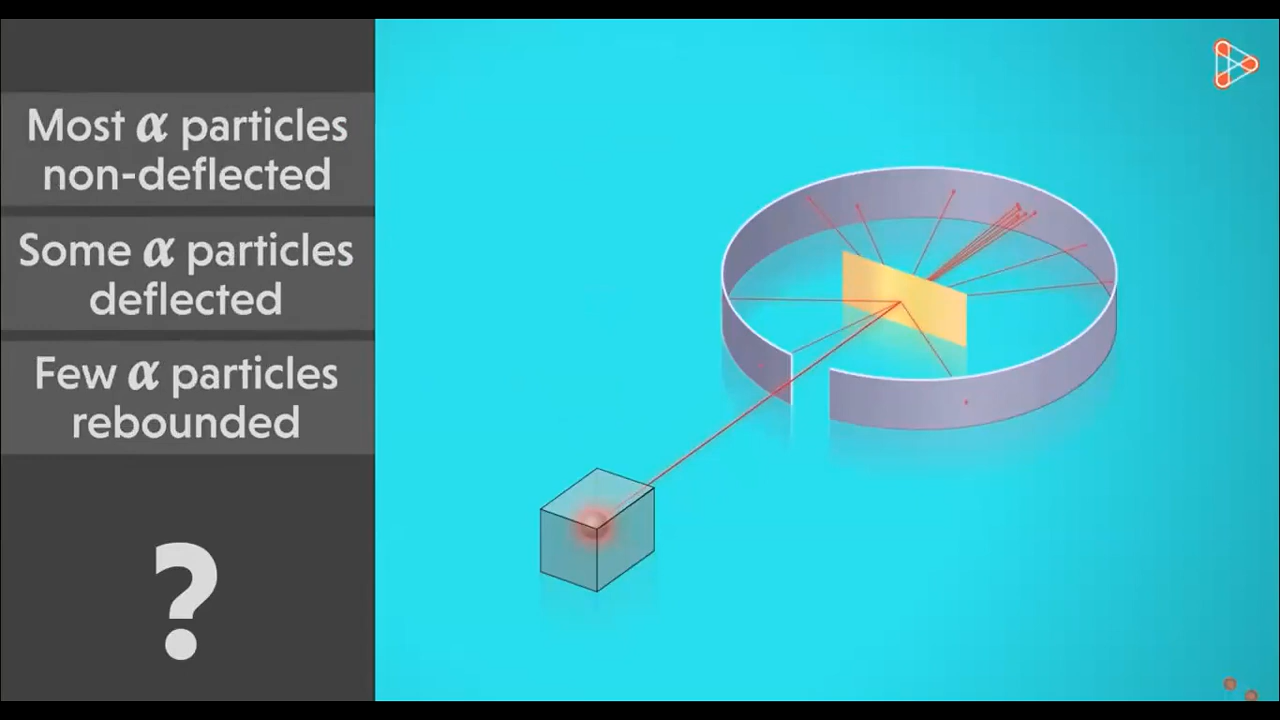 Most α particles
non-deflected
Some α particles
deflected
Few α particles
rebounded
?